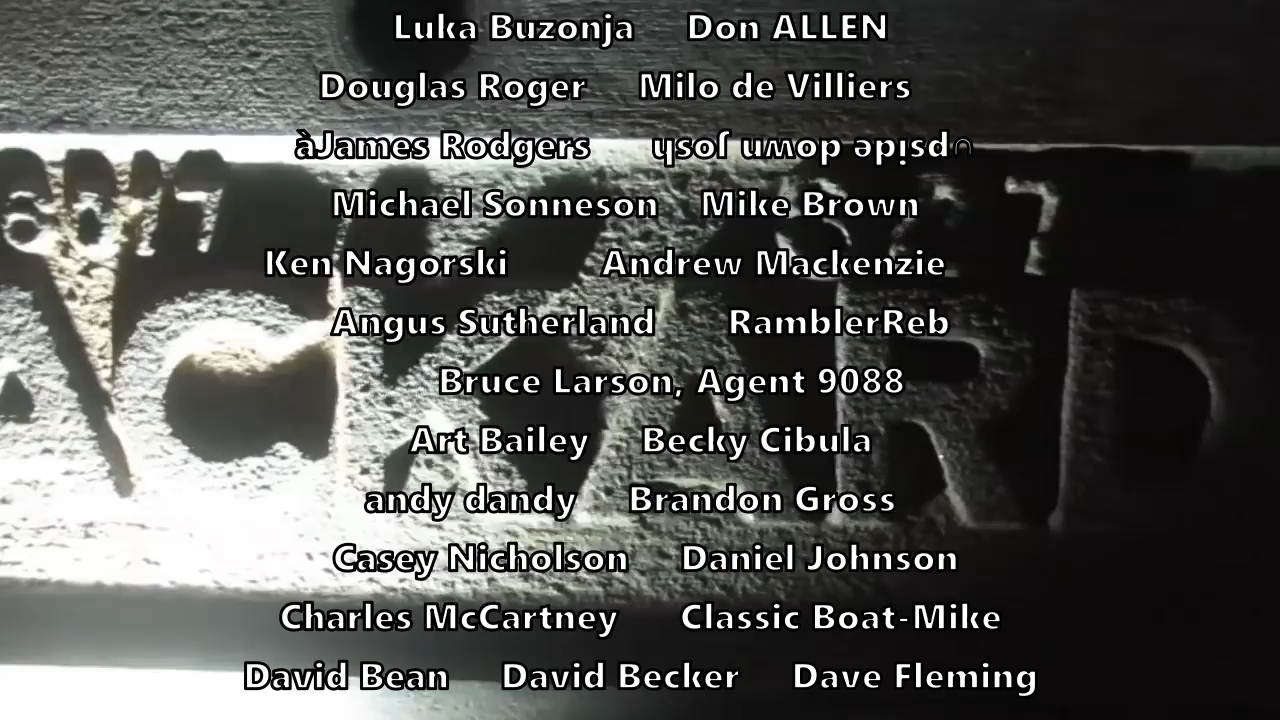 Luka Buzonja Don ALLEN
Douglas Roger Milo de Villiers
àJames Rodgers ɥsoſ uʍop ǝpᴉsd∩
Michael Sonneson Mike Brown
Ken Nagorski Andrew Mackenzie
Angus Sutherland RamblerReb
Bruce Larson, Agent 9088
Art Bailey Becky Cibula
andy dandy Brandon Gross
Casey Nicholson Daniel Johnson
Charles McCartney Classic Boat-Mike
David Bean David Becker Dave Fleming
ACKARD